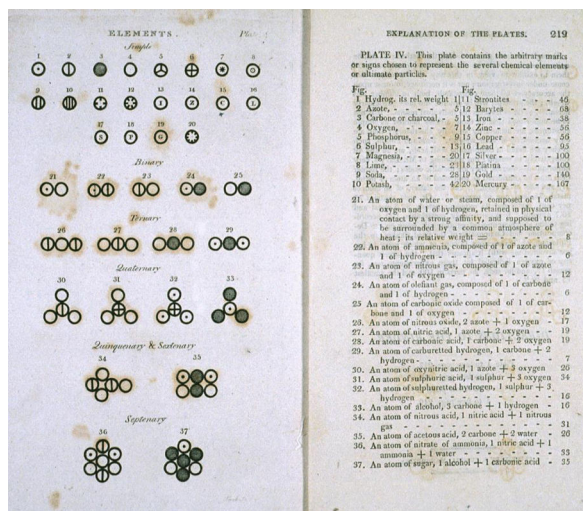 ELEMENTS.
Simple
1 2 3 4 5 6 7 8
9 10 11 12 13 14 15 16
I Z C L
17 18 19 20
S P G
Binary
21 22 23 24 25
Ternary
26 27 28 29
Quaternary
30 31 32 33
Quinquenary & Sextenary
34 35
Septenary
36 37
EXPLANATION OF THE PLATES. 219
PLATE IV. This plate contains the arbitrary marks
or signs chosen to represent the several chemical elements
or ultimate particles.
Fig. Fig.
1 Hydrog. its rel. weight 1 11 Strontites - - - 46
2 Azote, - - - 5 12 Barytes - - - 68
3 Carbone or charcoal, - 5 13 Iron - - - 38
4 Oxygen, - - - 7 14 Zinc - - - 56
5 Phosphorus, - - - 9 15 Copper - - - 56
6 Sulphur, - - - 13 16 Lead - - - 95
7 Magnesia, - - - 20 17 Silver - - - 100
8 Lime, - - - 23 18 Platina - - - 100
9 Soda, - - - 28 19 Gold - - - 140
10 Potash, - - - 42 20 Mercury - - - 167
21. An atom of water or steam, composed of 1 of
oxygen and 1 of hydrogen, retained in physical
contact by a strong affinity, and supposed to
be surrounded by a common atmosphere of
heat; its relative weight = - - - 8
22. An atom of ammonia, composed of 1 of azote and
1 of hydrogen - - - 6
23. An atom of nitrous gas, composed of 1 of azote
and 1 of oxygen - - - 12
24. An atom of olefiant gas, composed of 1 of carbone
and 1 of hydrogen - - - 6
25 An atom of carbonic oxide composed of 1 of car-
bone and 1 of oxygen - - - 12
26. An atom of nitrous oxide, 2 azote + 1 oxygen - 17
27. An atom of nitric acid, 1 azote + 2 oxygen - - 19
28. An atom of carbonic acid, 1 carbone + 2 oxygen 19
29. An atom of carburetted hydrogen, 1 carbone + 2
hydrogen - - - 7
30. An atom of oxynitric acid, 1 azote + 3 oxygen 26
31. An atom of sulphuric acid, 1 sulphur + 3 oxygen 34
32. An atom of sulphuretted hydrogen, 1 sulphur + 3
hydrogen - - - 16
33. An atom of alcohol, 3 carbone + 1 hydrogen - 16
34. An atom of nitrous acid, 1 nitric acid + 1 nitrous
gas - - - 31
35. An atom of acetous acid, 2 carbone + 2 water - 26
36. An atom of nitrate of ammonia, 1 nitric acid + 1
ammonia + 1 water - - - 33
37. An atom of sugar, 1 alcohol + 1 carbonic acid - 35